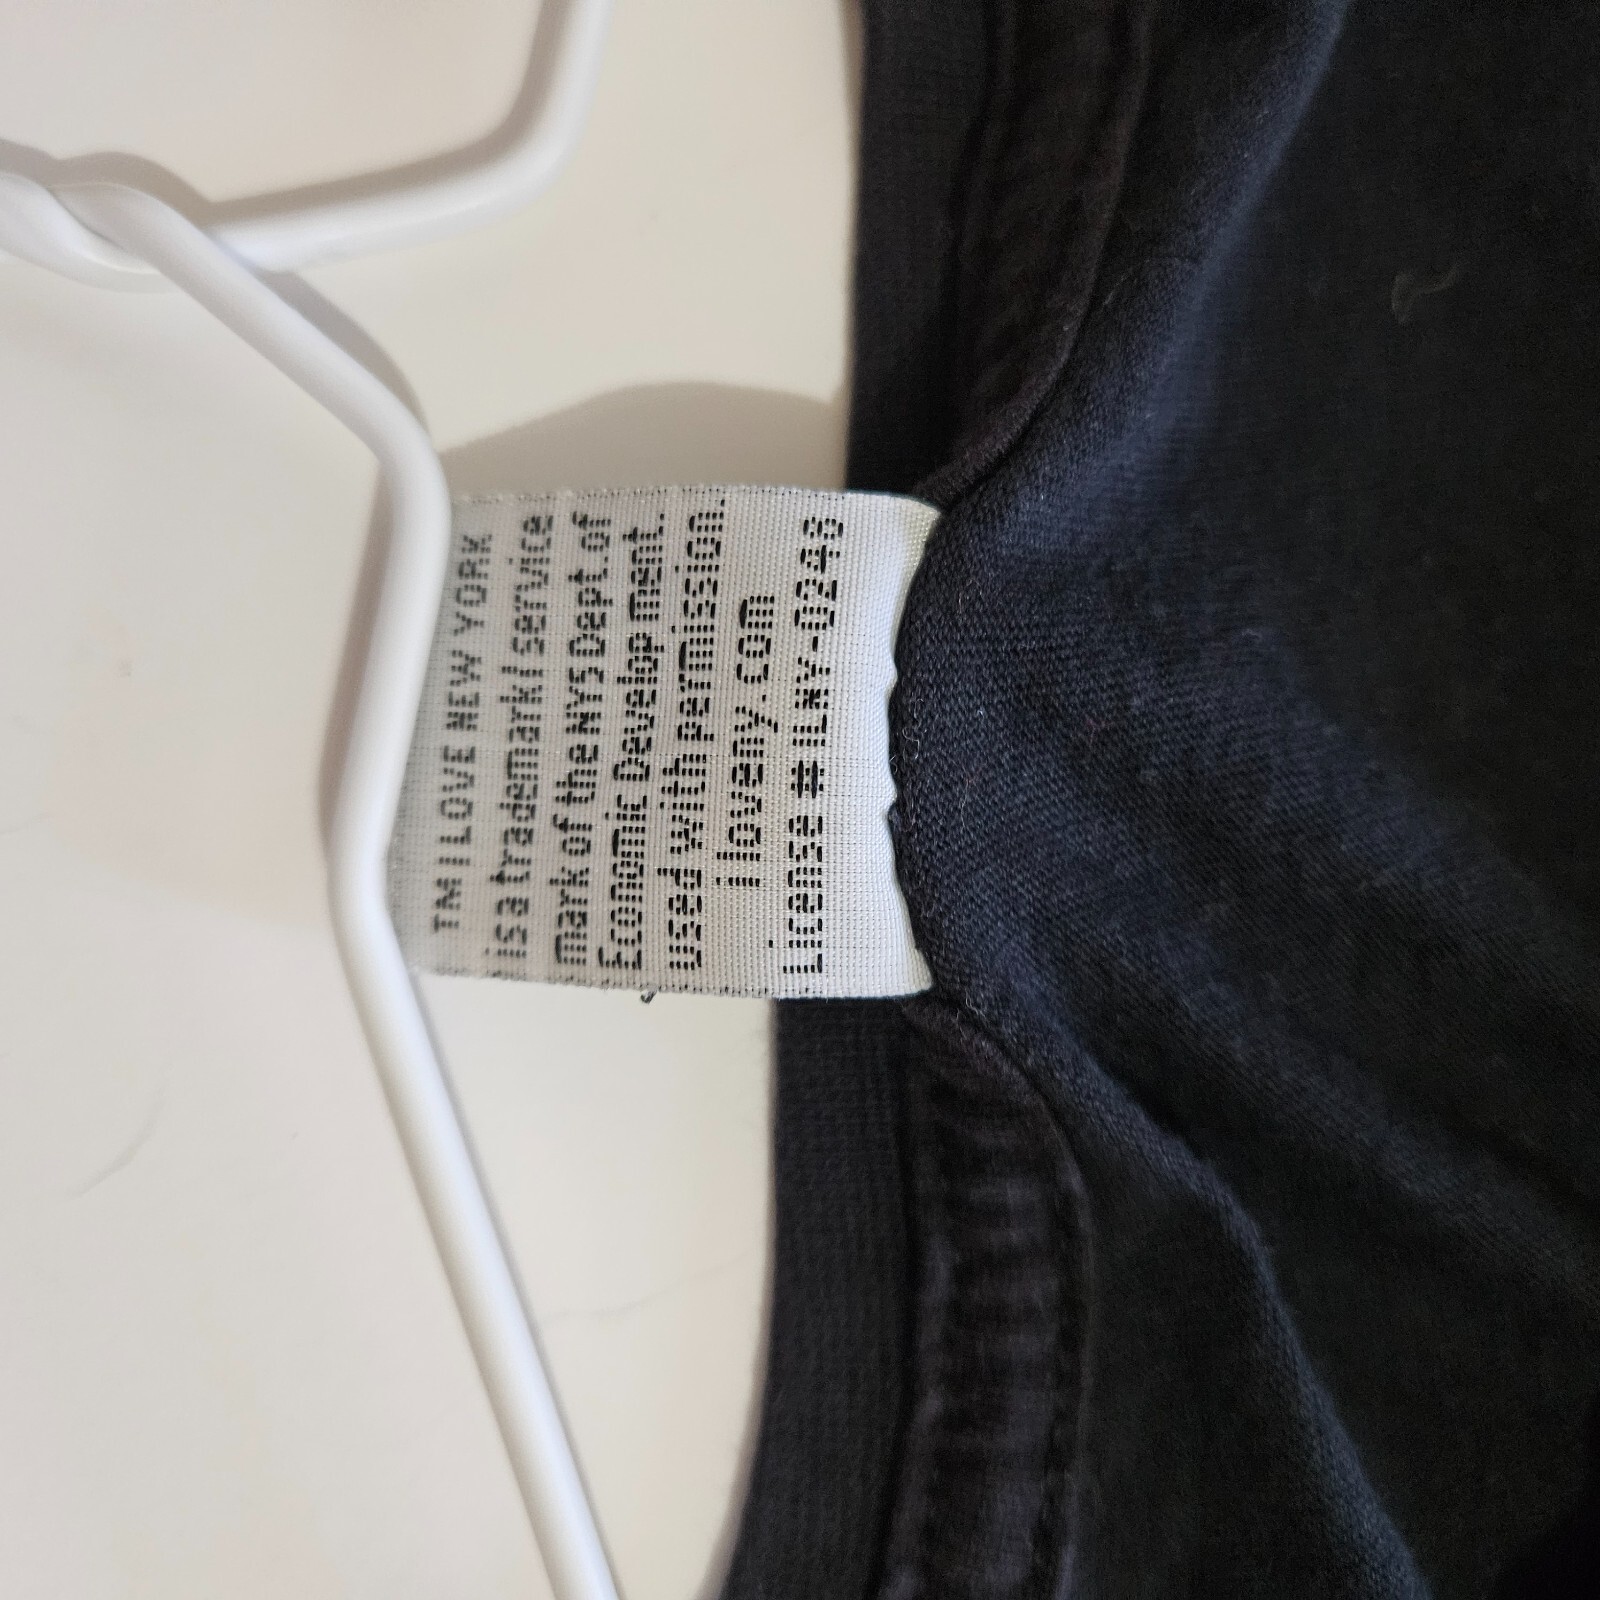 TM I LOVE NEW YORK
is a trademark/service
mark of the NYS Dept. of
Economic Development.
used with permission.
iloveny.com
License # ILNY-0248